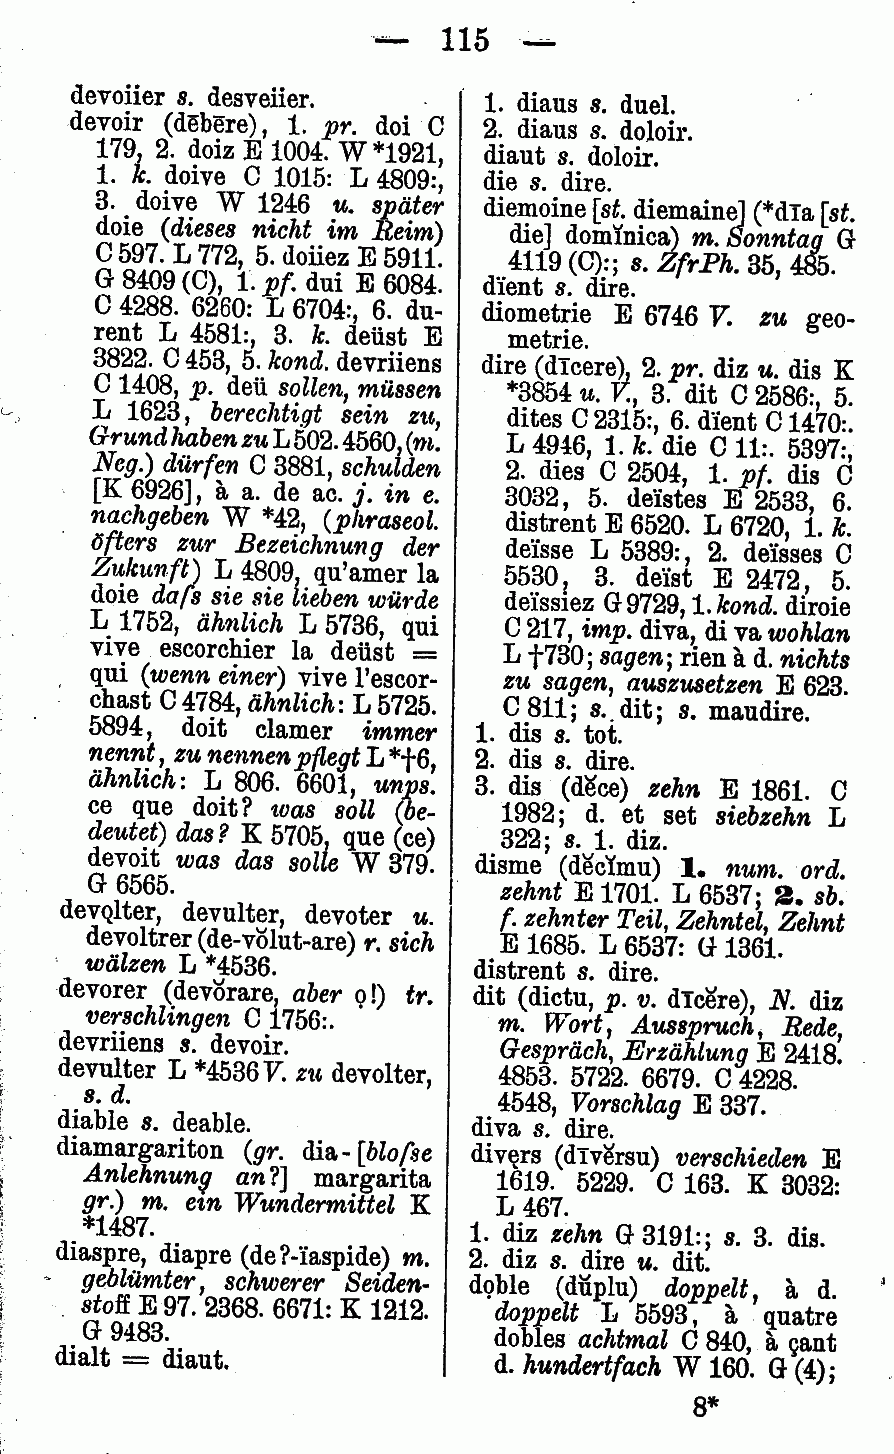 — 115 —
devoiier s. desveiier.
devoir (dēbēre), 1. pr. doi C
179, 2. doiz E 1004. W *1921,
1. k. doive C 1015: L 4809:,
3. doive W 1246 u. später
doie (dieses nicht im Reim)
C 597. L 772, 5. doiiez E 5911.
G 8409 (C), 1. pf. dui E 6084.
C 4288. 6260: L 6704:, 6. du-
rent L 4581:, 3. k. deüst E
3822. C 453, 5. kond. devriiens
C 1408, p. deü sollen, müssen
L 1623, berechtigt sein zu,
Grund haben zu L 502. 4560, (m.
Neg.) dürfen C 3881, schulden
[K 6926], à a. de ac. j. in e.
nachgeben W *42, (phraseol.
öfters zur Bezeichnung der
Zukunft) L 4809, qu'amer la
doie daſs sie sie lieben würde
L 1752, ähnlich L 5736, qui
vive escorchier la deüst =
qui (wenn einer) vive l'escor-
chast C 4784, ähnlich: L 5725.
5894, doit clamer immer
nennt, zu nennen pflegt L *†6,
ähnlich: L 806. 6601, unps.
ce que doit? was soll (be-
deutet) das? K 5705, que (ce)
devoit was das solle W 379.
G 6565.
devǫlter, devulter, devoter u.
devoltrer (de-vŏlut-are) r. sich
wälzen L *4536.
devorer (devŏrare, aber ọ!) tr.
verschlingen C 1756:.
devriiens s. devoir.
devulter L *4536 V. zu devolter,
s. d.
diable s. deable.
diamargariton (gr. dia-[bloſse
Anlehnung an?] margarita
gr.) m. ein Wundermittel K
*1487.
diaspre, diapre (de?-ïaspide) m.
geblümter, schwerer Seiden-
stoff E 97. 2368. 6671: K 1212.
G 9483.
dialt = diaut.
1. diaus s. duel.
2. diaus s. doloir.
diaut s. doloir.
die s. dire.
diemoine [st. diemaine] (*dīa [st.
die] domĭnica) m. Sonntag G
4119 (C):; s. ZfrPh. 35, 485.
dïent s. dire.
diometrie E 6746 V. zu geo-
metrie.
dire (dīcere), 2. pr. diz u. dis K
*3854 u. V., 3. dit C 2586:, 5.
dites C 2315:, 6. dïent C 1470:.
L 4946, 1. k. die C 11:. 5397:,
2. dies C 2504, 1. pf. dis C
3032, 5. deïstes E 2533, 6.
distrent E 6520. L 6720, 1. k.
deïsse L 5389:, 2. deïsses C
5530, 3. deïst E 2472, 5.
deïssiez G 9729, 1. kond. diroie
C 217, imp. diva, di va wohlan
L †730; sagen; rien à d. nichts
zu sagen, auszusetzen E 623.
C 811; s. dit; s. maudire.
1. dis s. tot.
2. dis s. dire.
3. dis (dĕce) zehn E 1861. C
1982; d. et set siebzehn L
322; s. 1. diz.
disme (dĕcĭmu) 1. num. ord.
zehnt E 1701. L 6537; 2. sb.
f. zehnter Teil, Zehntel, Zehnt
E 1685. L 6537: G 1361.
distrent s. dire.
dit (dictu, p. v. dīcĕre), N. diz
m. Wort, Ausspruch, Rede,
Gespräch, Erzählung E 2418.
4853. 5722. 6679. C 4228.
4548, Vorschlag E 337.
diva s. dire.
divęrs (dīvĕrsu) verschieden E
1619. 5229. C 163. K 3032:
L 467.
1. diz zehn G 3191:; s. 3. dis.
2. diz s. dire u. dit.
dọble (dŭplu) doppelt, à d.
doppelt L 5593, à quatre
dobles achtmal C 840, à çant
d. hundertfach W 160. G (4);
8*